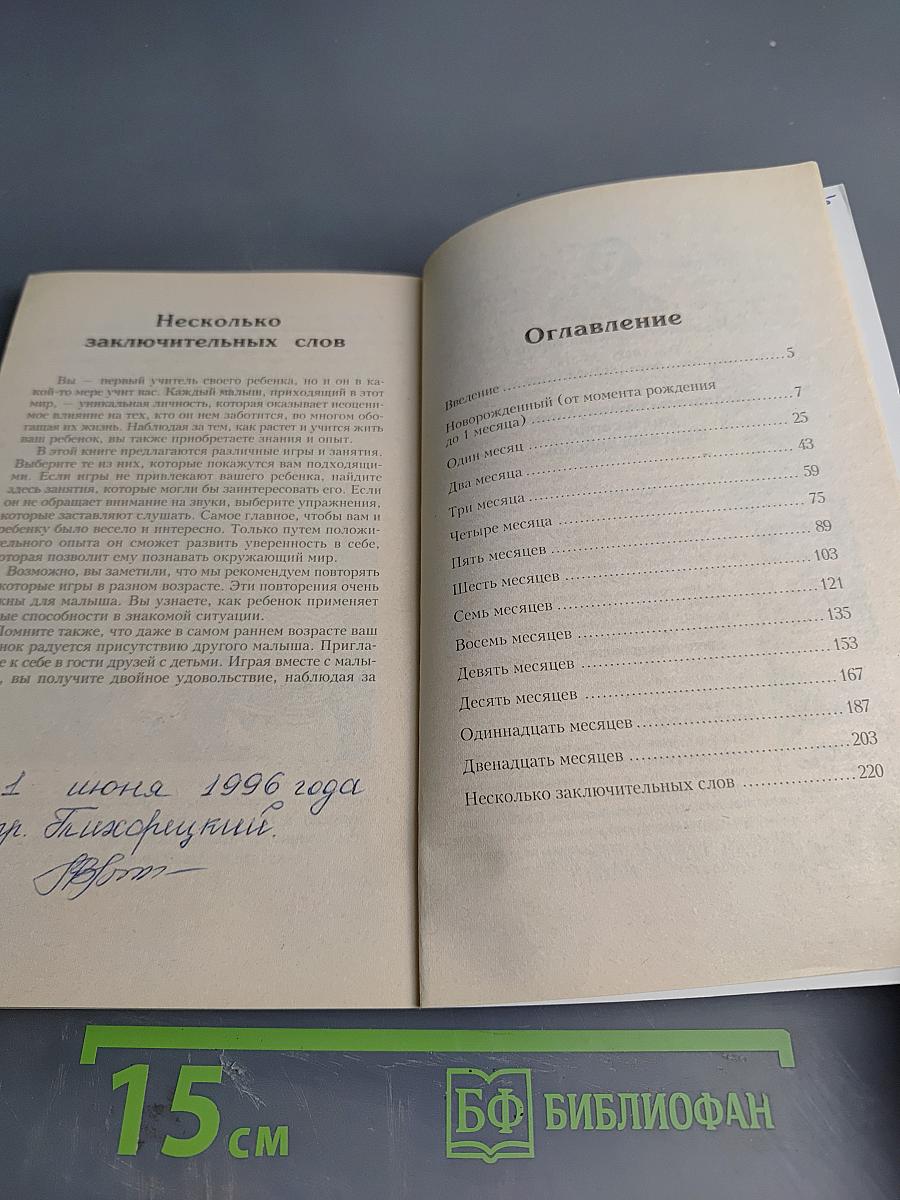 Несколько
заключительных слов
Вы — первый учитель своего ребенка, но и он в ка-
кой-то мере учит вас. Каждый малыш, приходящий в этот
мир, — уникальная личность, которая оказывает неоцени-
мое влияние на тех, кто о нем заботится, во многом обо-
гащая их жизнь. Наблюдая за тем, как растет и учится жить
ваш ребенок, вы также приобретаете знания и опыт.
В этой книге предлагаются различные игры и занятия.
Выберите те из них, которые покажутся вам подходящи-
ми. Если игры не привлекают вашего ребенка, найдите
здесь занятия, которые могли бы заинтересовать его. Если
он не обращает внимание на звуки, выберите упражнения,
которые заставляют слушать. Самое главное, чтобы вам и
ребенку было весело и интересно. Только путем положи-
тельного опыта он сможет развить уверенность в себе,
которая позволит ему познавать окружающий мир.
Возможно, вы заметили, что мы рекомендуем повторять
которые игры в разном возрасте. Эти повторения очень
жны для малыша. Вы узнаете, как ребенок применяет
ые способности в знакомой ситуации.
Помните также, что даже в самом раннем возрасте ваш
нок радуется присутствию другого малыша. Пригла-
е к себе в гости друзей с детьми. Играя вместе с малы-
, вы получите двойное удовольствие, наблюдая за
1 июня 1996 года
пр. Тихорецкий.
Оглавление
Введение ........ 5
Новорожденный (от момента рождения
до 1 месяца) ........ 7
Один месяц ........ 25
Два месяца ........ 43
Три месяца ........ 59
Четыре месяца ........ 75
Пять месяцев ........ 89
Шесть месяцев ........ 103
Семь месяцев ........ 121
Восемь месяцев ........ 135
Девять месяцев ........ 153
Десять месяцев ........ 167
Одиннадцать месяцев ........ 187
Двенадцать месяцев ........ 203
Несколько заключительных слов ........ 220
15 см
БФ БИБЛИОФАН